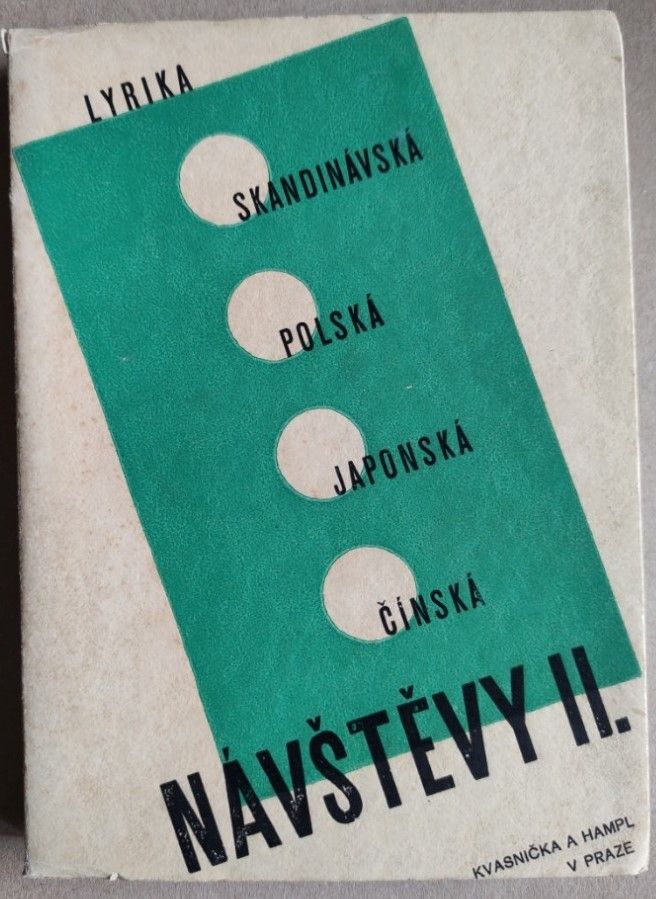 LYRIKA
SKANDINÁVSKÁ
POLSKÁ
JAPONSKÁ
ČÍNSKÁ
NÁVŠTĚVY II.
KVASNIČKA A HAMPL
V PRAZE